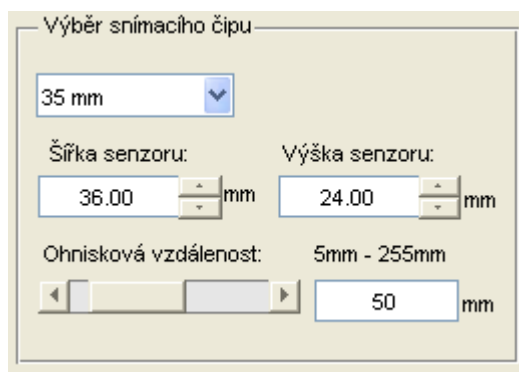 Výběr snímacího čipu
35 mm
Šířka senzoru: Výška senzoru:
36.00 mm 24.00 mm
Ohnisková vzdálenost: 5mm - 255mm
50 mm